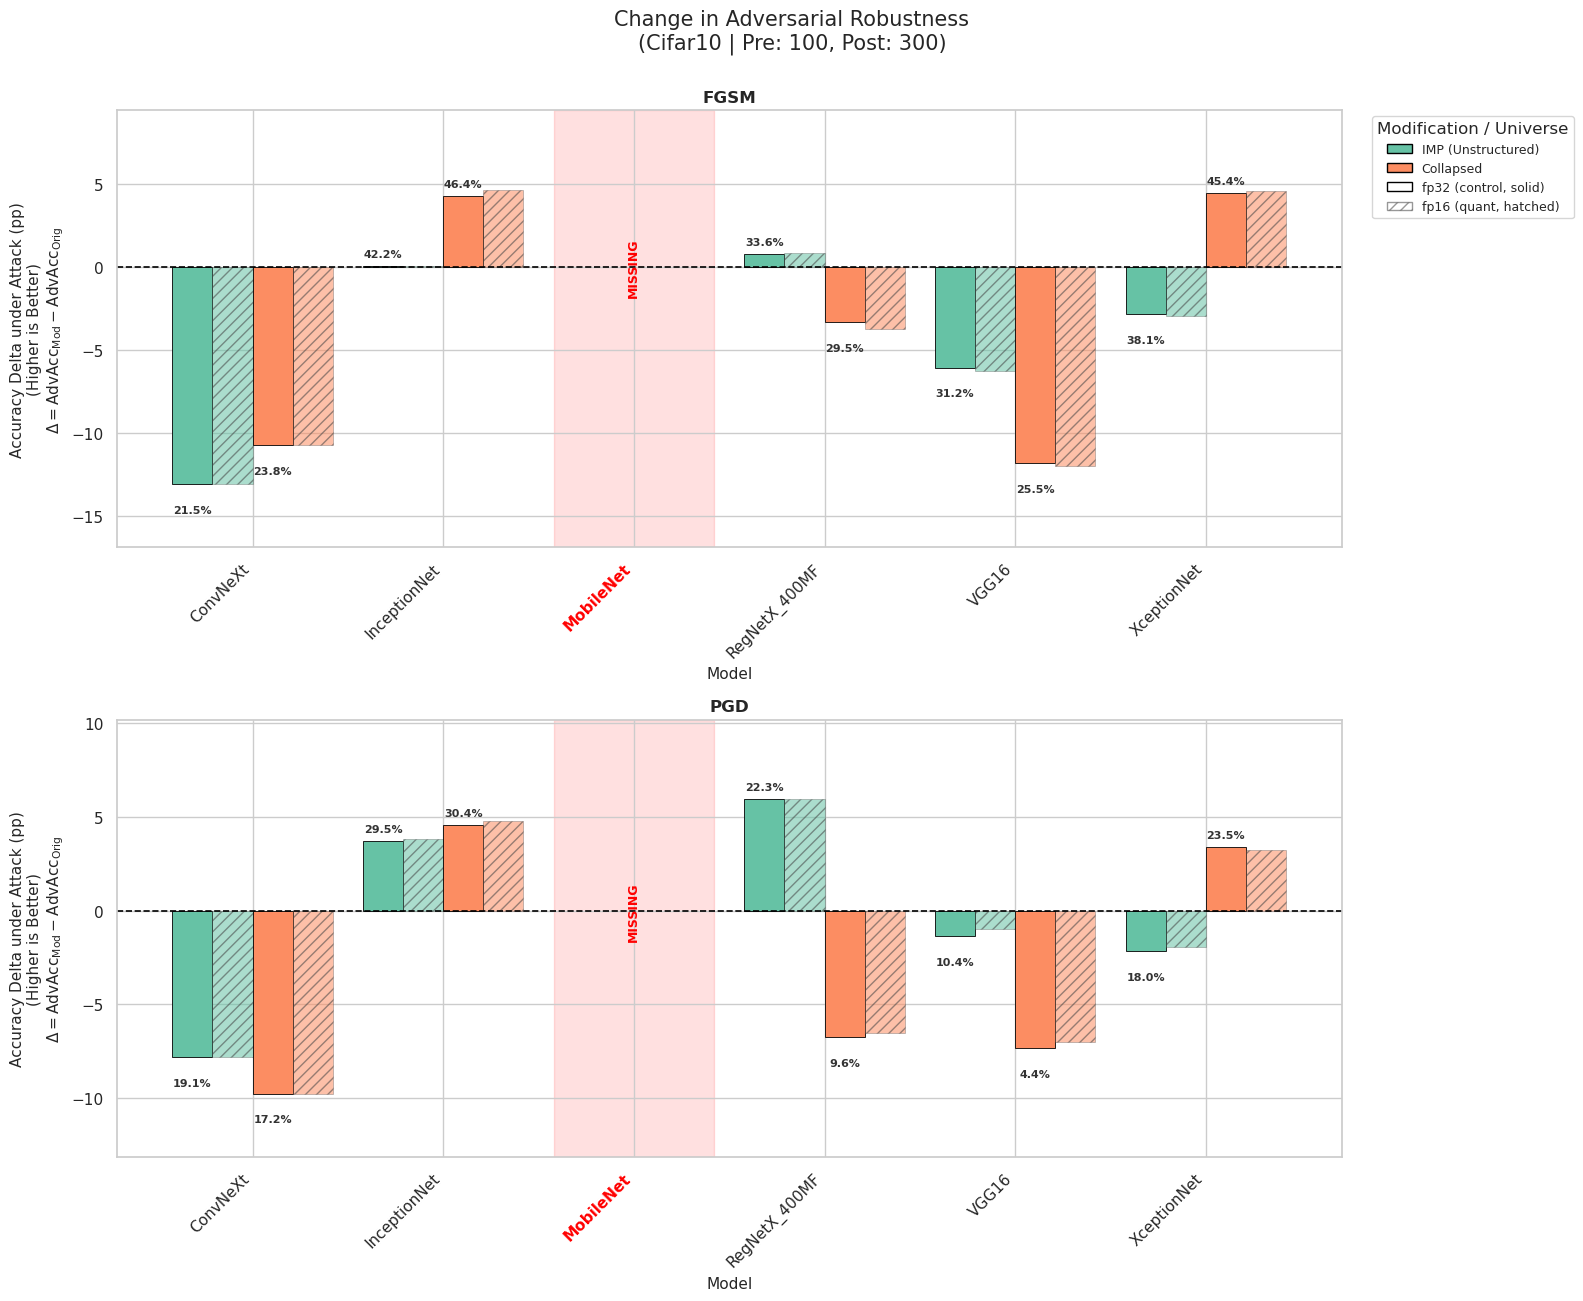 Change in Adversarial Robustness
(Cifar10 | Pre: 100, Post: 300)
FGSM
Accuracy Delta under Attack (pp)
(Higher is Better)
Δ = AdvAcc_Mod − AdvAcc_Orig
5
0
−5
−10
−15
21.5%
23.8%
42.2%
46.4%
MISSING
33.6%
29.5%
31.2%
25.5%
38.1%
45.4%
ConvNeXt
InceptionNet
MobileNet
RegNetX_400MF
VGG16
XceptionNet
Model
Modification / Universe
IMP (Unstructured)
Collapsed
fp32 (control, solid)
fp16 (quant, hatched)
PGD
Accuracy Delta under Attack (pp)
(Higher is Better)
Δ = AdvAcc_Mod − AdvAcc_Orig
10
5
0
−5
−10
19.1%
17.2%
29.5%
30.4%
MISSING
22.3%
9.6%
10.4%
4.4%
18.0%
23.5%
ConvNeXt
InceptionNet
MobileNet
RegNetX_400MF
VGG16
XceptionNet
Model